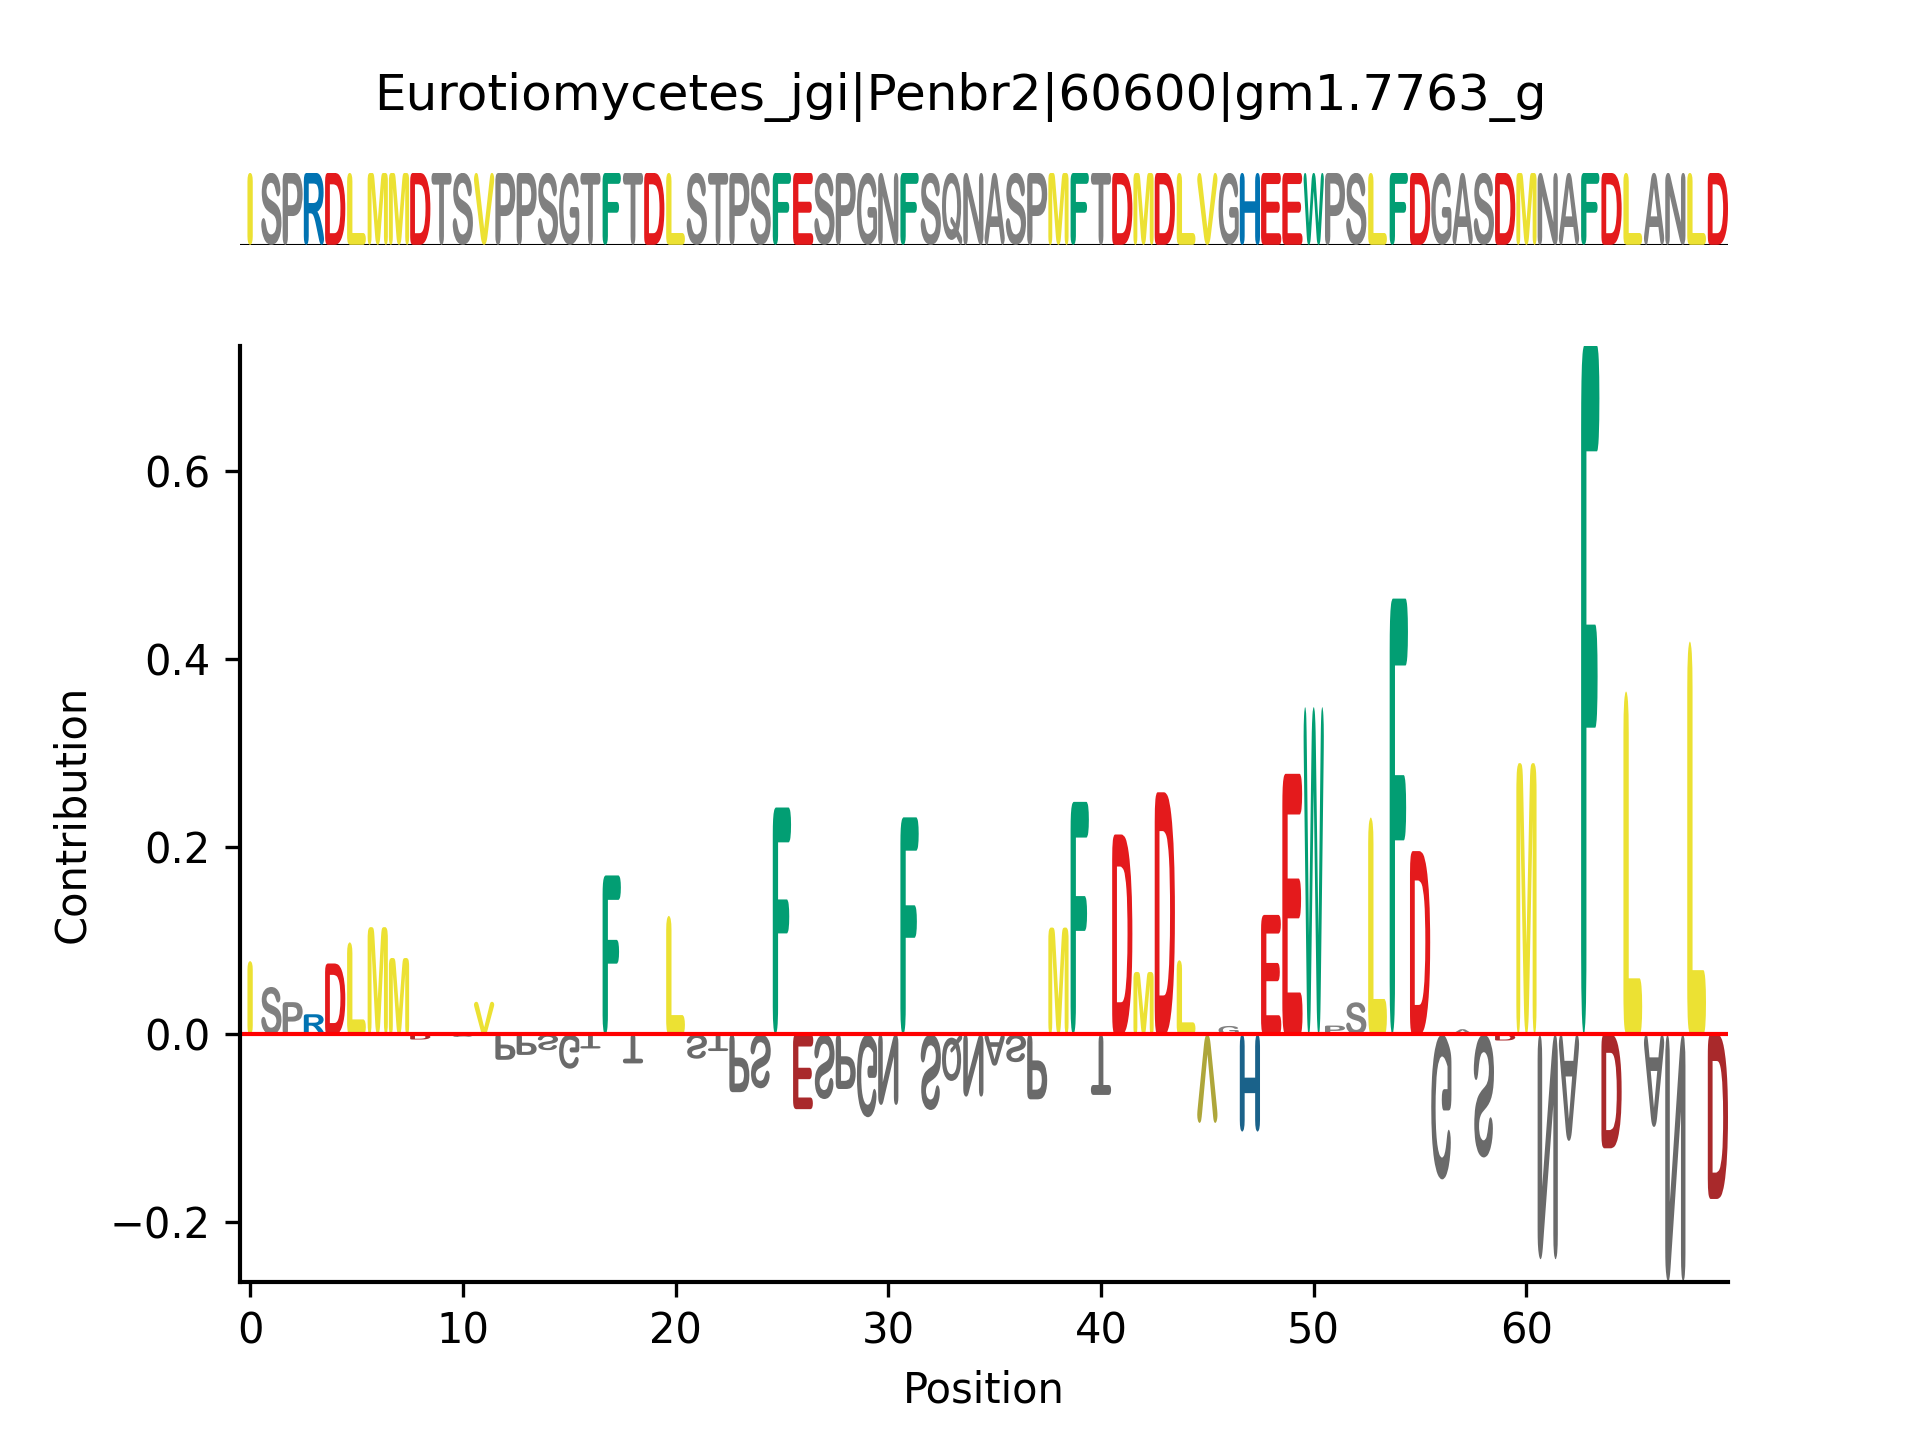 Eurotiomycetes_jgi|Penbr2|60600|gm1.7763_g
ISPRDLMMDTSVPPSGTFTDLSTPSFESPGNFSQNASPMFTDMDLVGHEEWPSLFDGASDMNAFDLANLD
Contribution
0.6
0.4
0.2
0.0
−0.2
ISPRDLMMVPPSGTFTLSTPSFESPGNFSQNASPMFTDMDLVGHEEWPSLFDGSDMNAFDLANLD
0 10 20 30 40 50 60
Position